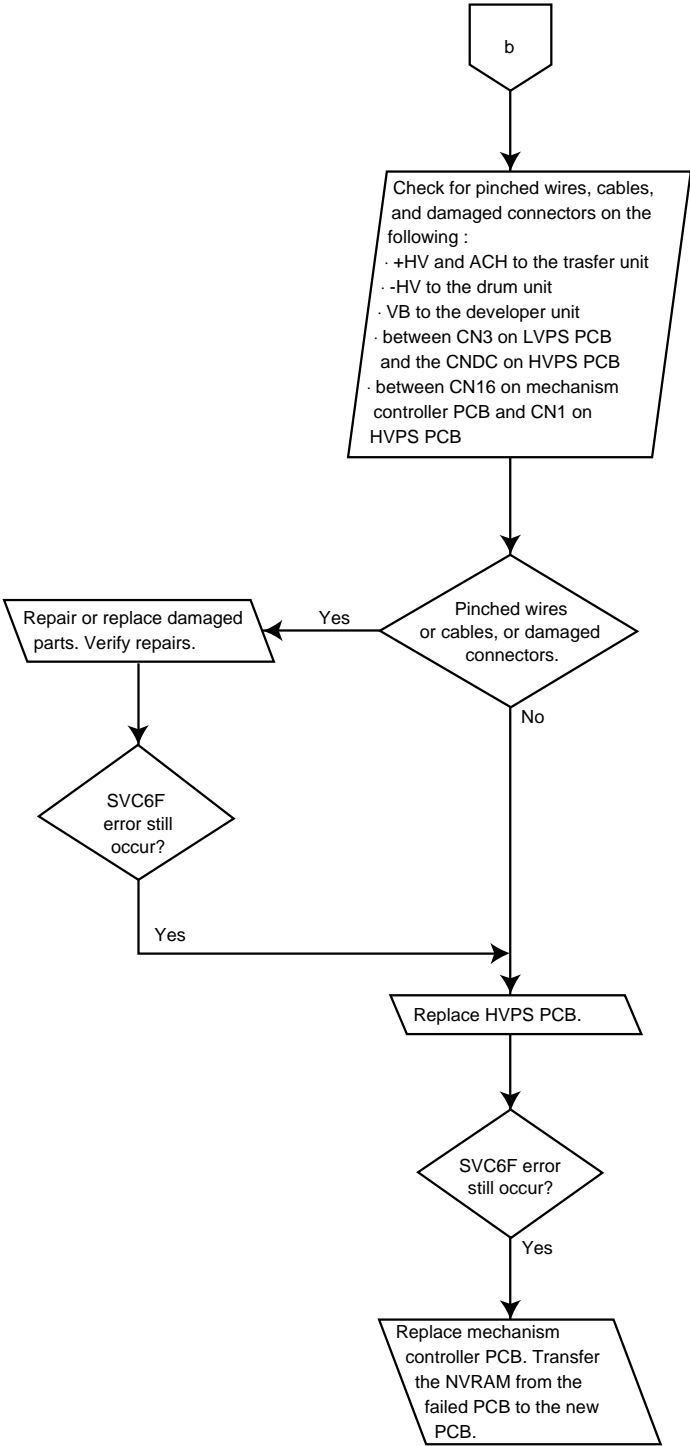 b
Check for pinched wires, cables,
and damaged connectors on the
following :
· +HV and ACH to the trasfer unit
· -HV to the drum unit
· VB to the developer unit
· between CN3 on LVPS PCB
and the CNDC on HVPS PCB
· between CN16 on mechanism
controller PCB and CN1 on
HVPS PCB
Pinched wires
or cables, or damaged
connectors.
Yes
Repair or replace damaged
parts. Verify repairs.
No
SVC6F
error still
occur?
Yes
Replace HVPS PCB.
SVC6F error
still occur?
Yes
Replace mechanism
controller PCB. Transfer
the NVRAM from the
failed PCB to the new
PCB.